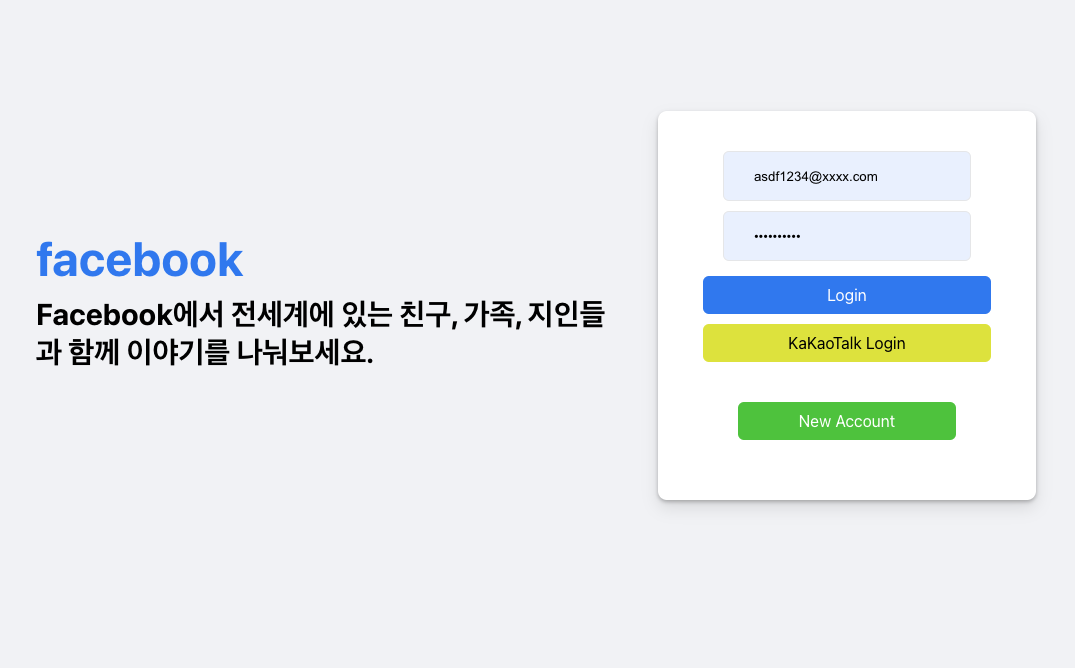 facebook
Facebook에서 전세계에 있는 친구, 가족, 지인들
과 함께 이야기를 나눠보세요.
asdf1234@xxxx.com
••••••••••
Login
KaKaoTalk Login
New Account